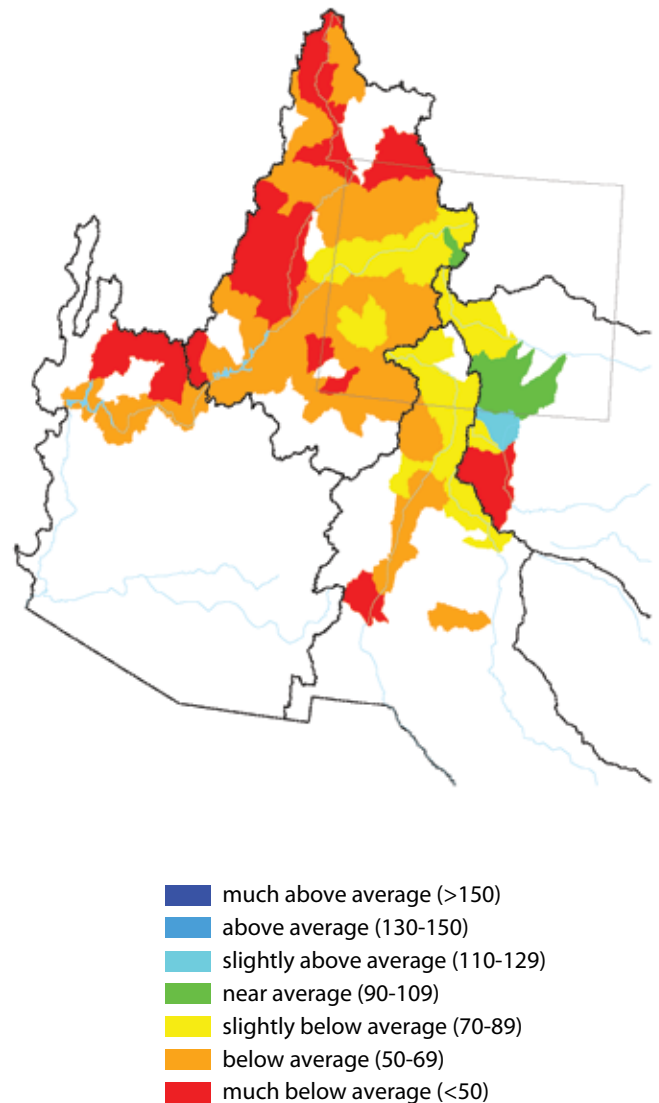 much above average (>150)
above average (130-150)
slightly above average (110-129)
near average (90-109)
slightly below average (70-89)
below average (50-69)
much below average (<50)